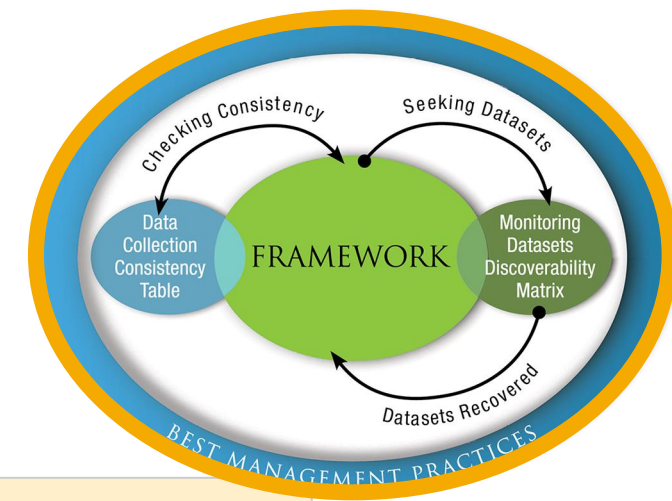 Checking Consistency
Seeking Datasets
Data
Collection
Consistency
Table
FRAMEWORK
Monitoring
Datasets
Discoverability
Matrix
Datasets Recovered
BEST MANAGEMENT PRACTICES